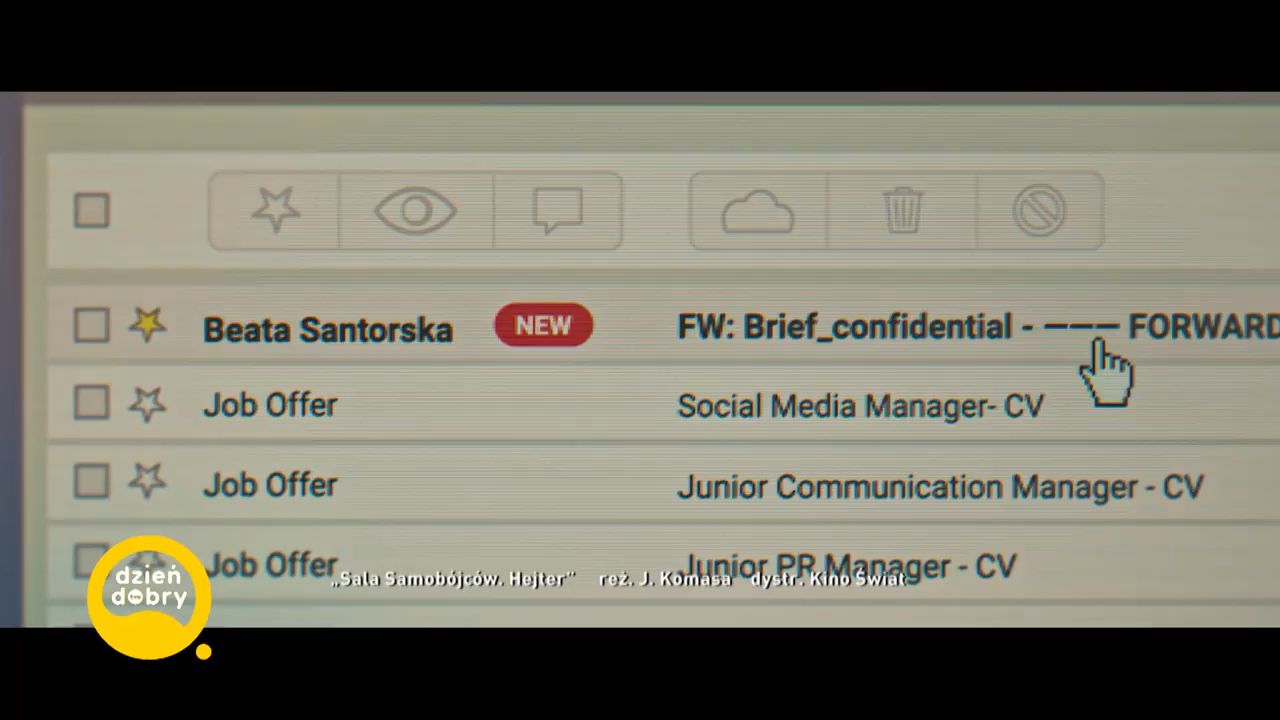 Beata Santorska NEW FW: Brief_confidential - ——— FORWARD
Job Offer Social Media Manager- CV
Job Offer Junior Communication Manager - CV
Job Offer Junior PR Manager - CV
„Sala Samobójców. Hejter” reż. J. Komasa dystr. Kino Świat
dzień
dobry